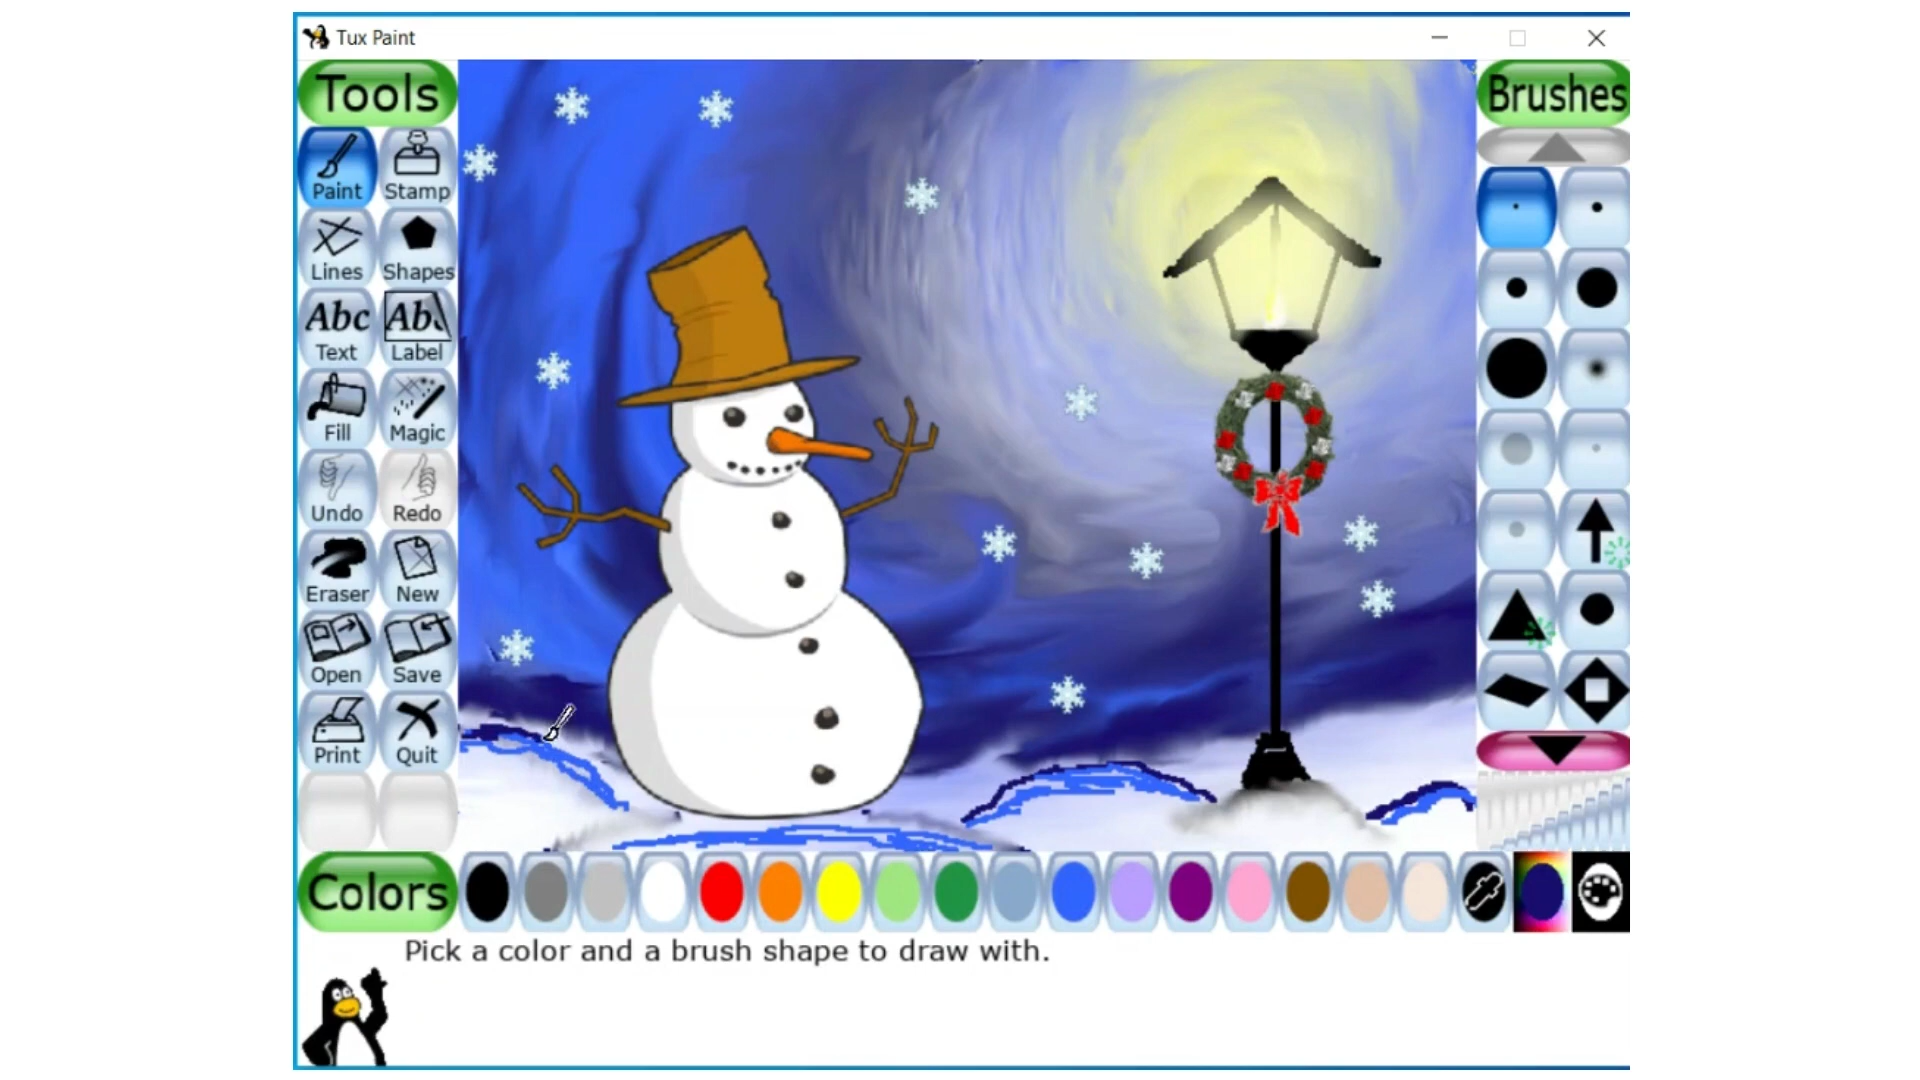 Tux Paint
Tools
Brushes
Paint Stamp
Lines Shapes
Abc Abc
Text Label
Fill Magic
Undo Redo
Eraser New
Open Save
Print Quit
Colors
Pick a color and a brush shape to draw with.